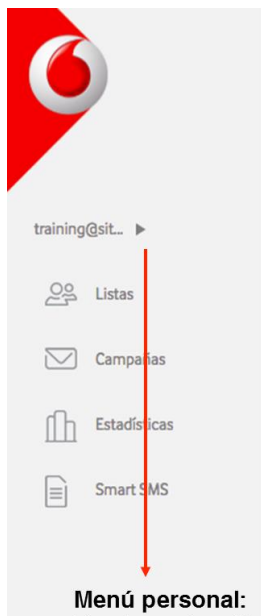 training@sit...
Listas
Campañas
Estadísticas
Smart SMS
Menú personal: